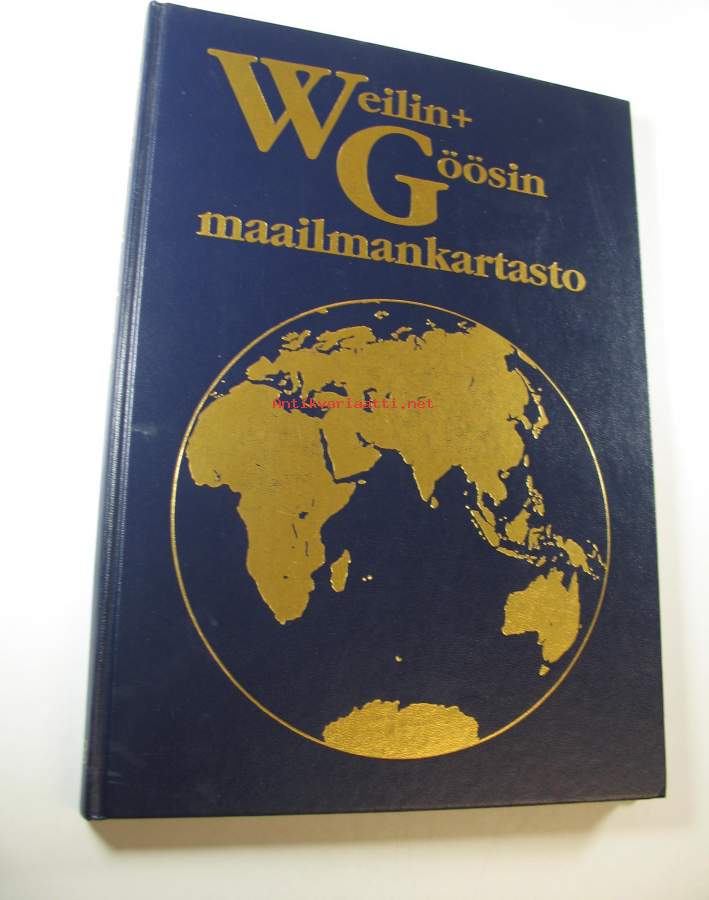 Weilin+
Göösin
maailmankartasto
Antikvariaatti.net